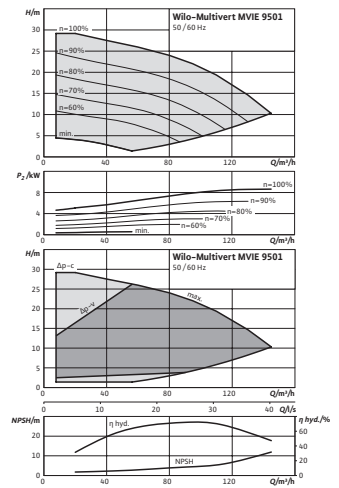 H/m
Wilo-Multivert MVIE 9501
50/60 Hz
30
n=100%
25
n=90%
20
n=80%
15
n=70%
10
n=60%
5
min.
0
0 40 80 120 Q/m³/h
P₂/kW
n=100%
8
n=90%
n=80%
4
n=70%
n=60%
min.
0
0 40 80 120 Q/m³/h
H/m
Wilo-Multivert MVIE 9501
50/60 Hz
Δp-c
30
25
max.
20
Δp-v
15
10
5
0
0 40 80 120 Q/m³/h
0 10 20 30 40 Q/l/s
NPSH/m
η hyd./%
η hyd.
60
20
40
10
NPSH
20
0
0
0 40 80 120 Q/m³/h